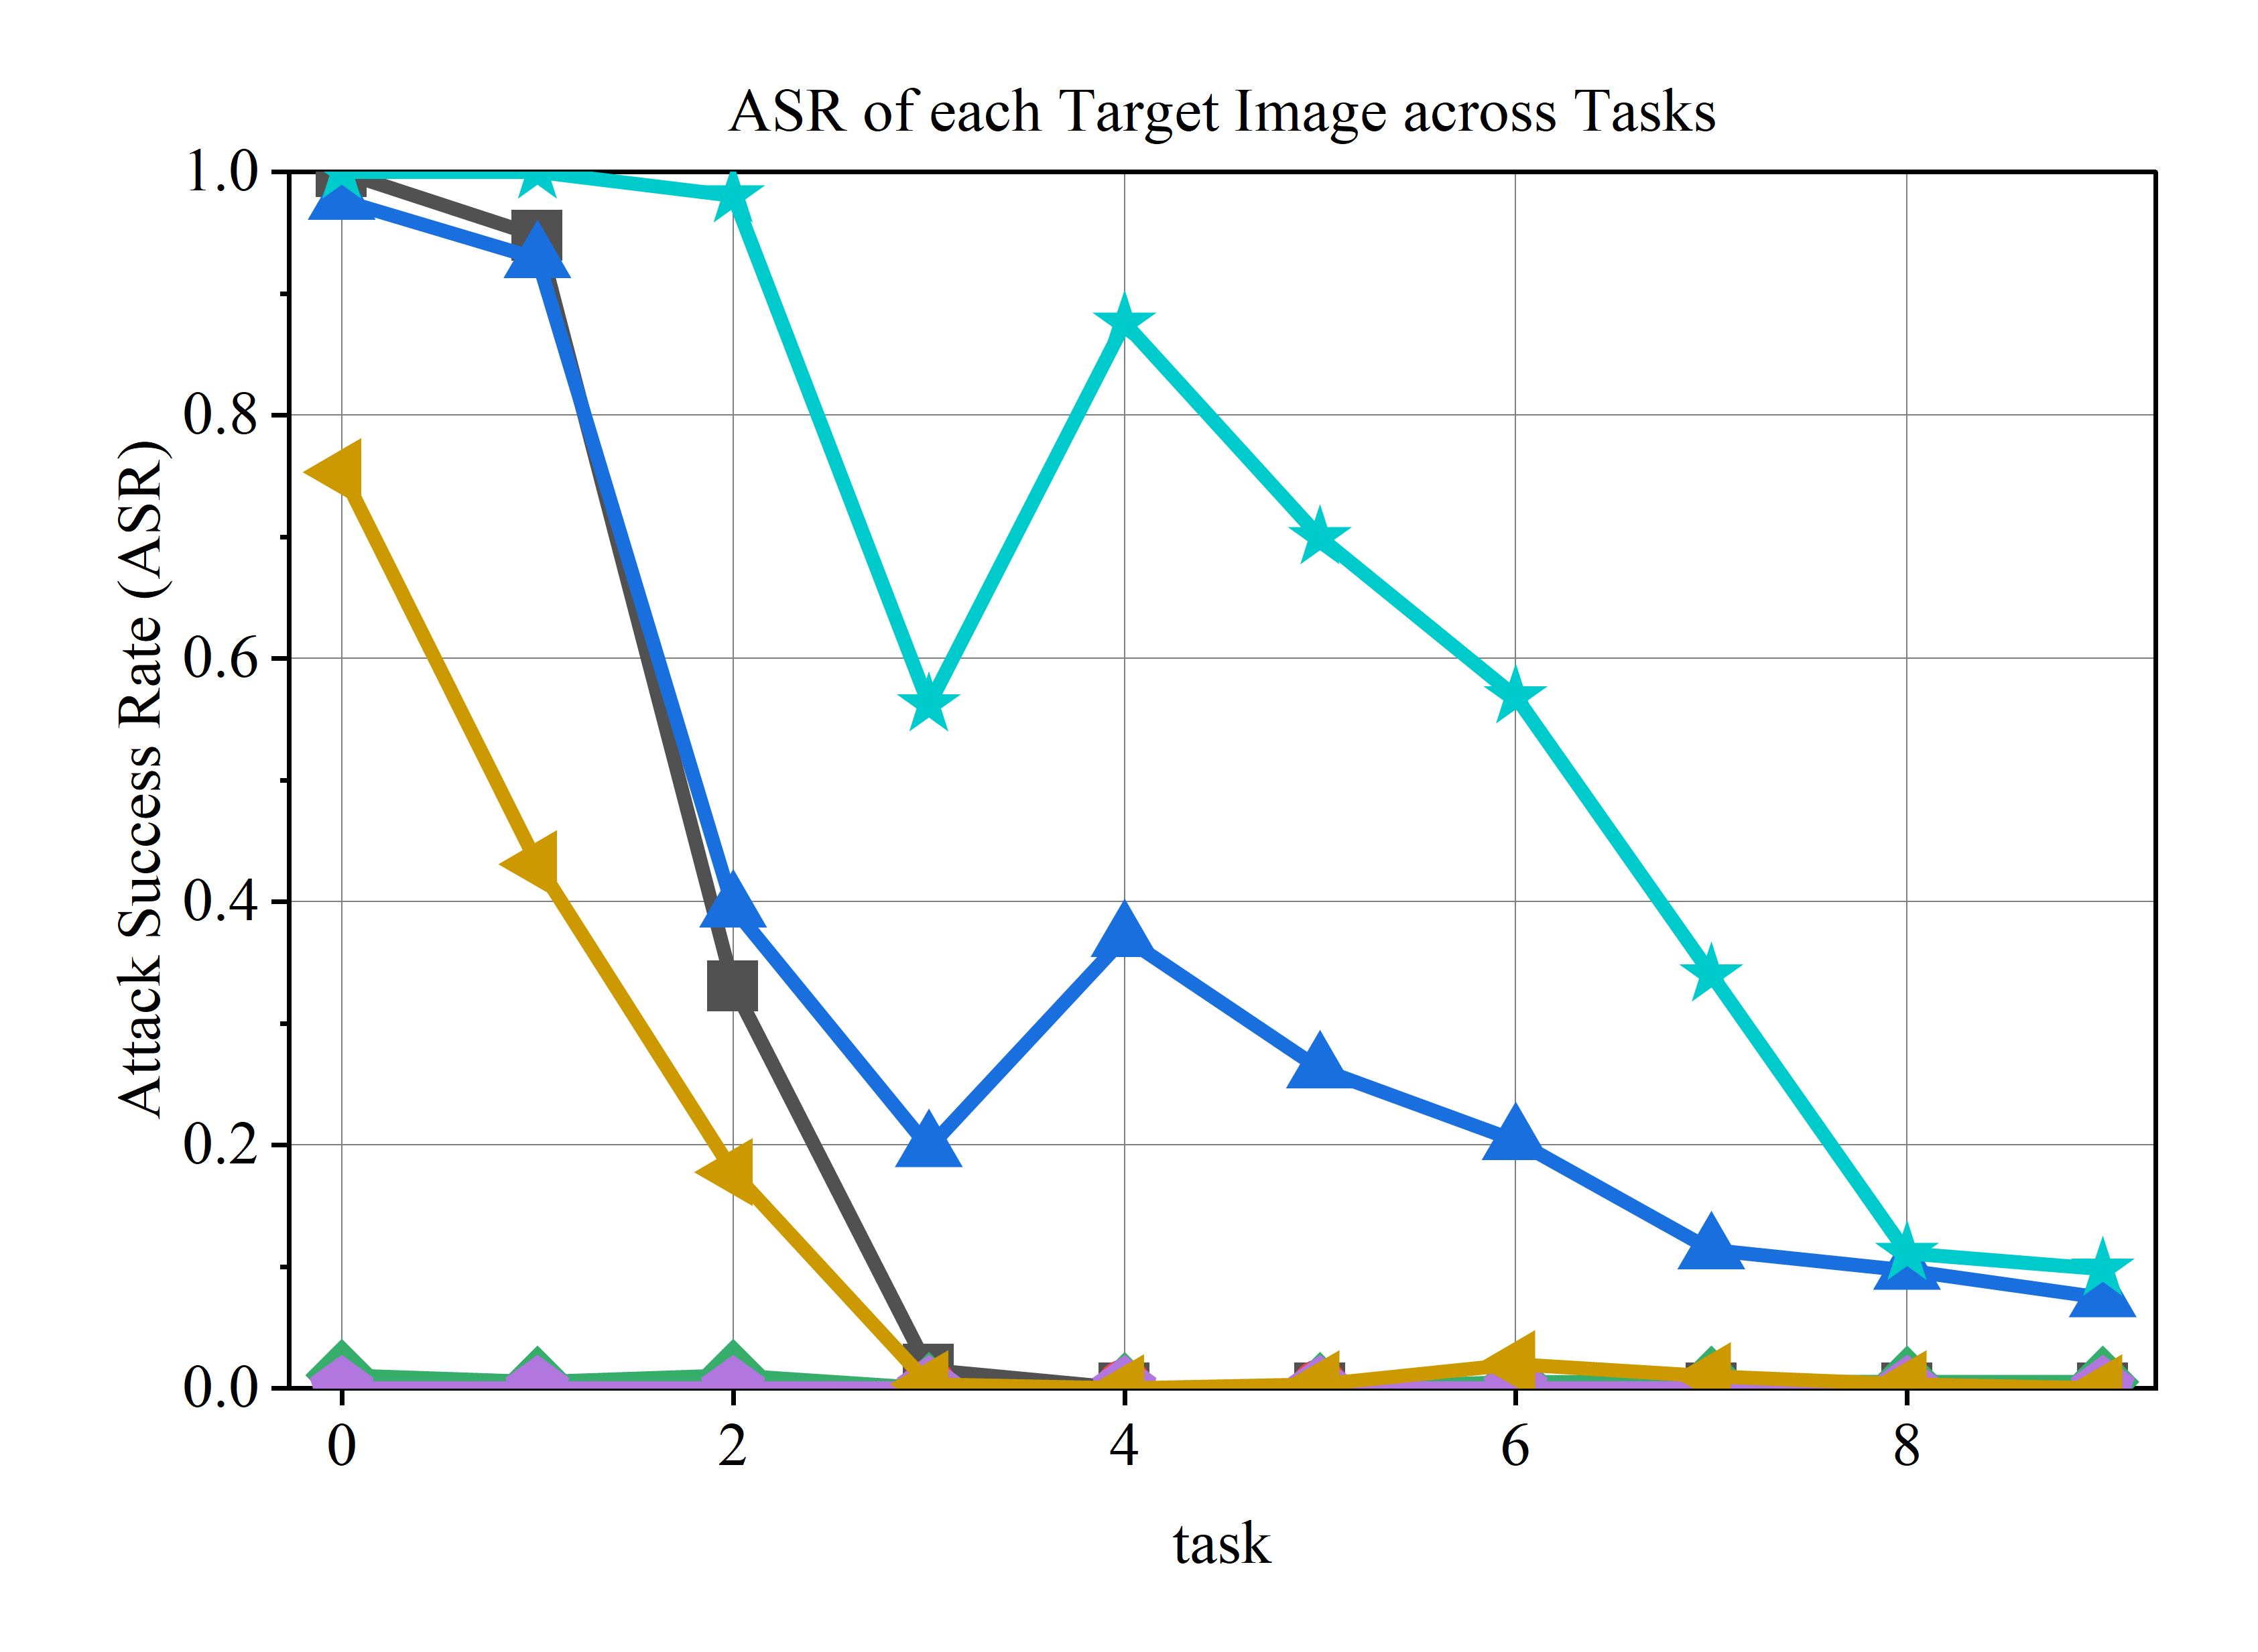 ASR of each Target Image across Tasks
1.0
0.8
0.6
0.4
0.2
0.0
Attack Success Rate (ASR)
0 2 4 6 8
task